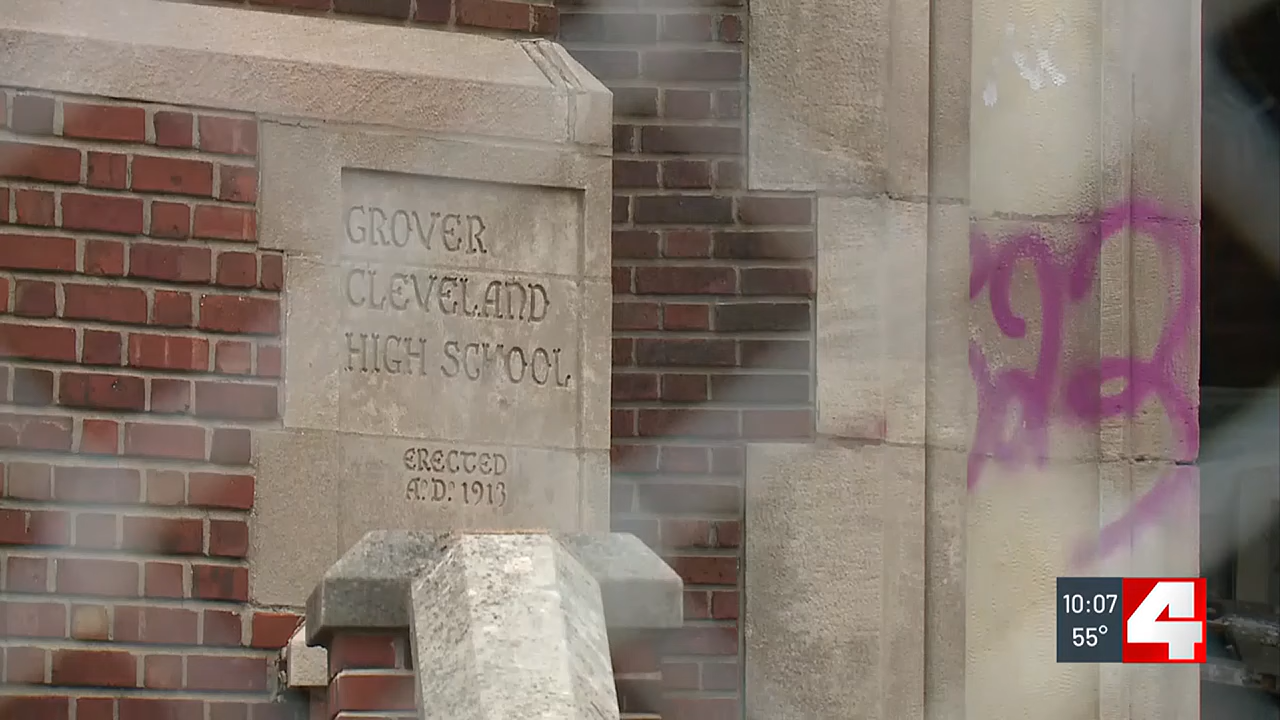 GROVER
CLEVELAND
HIGH SCHOOL
ERECTED
A.D. 1913
10:07
55°
4